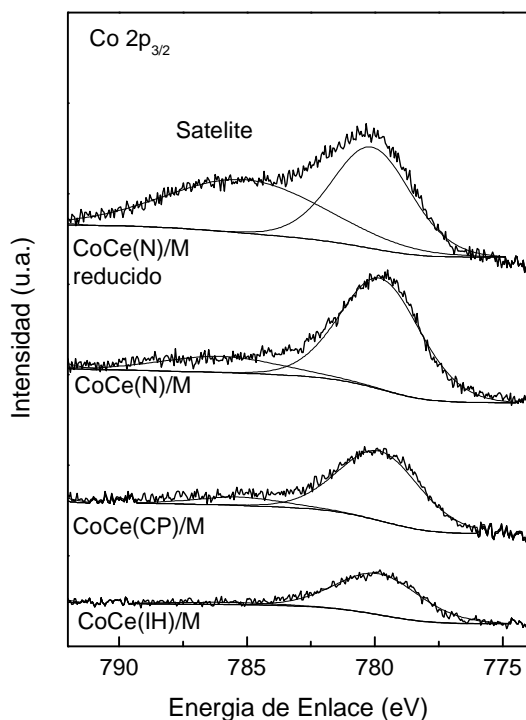 Co 2p3/2
Satelite
CoCe(N)/M
reducido
CoCe(N)/M
CoCe(CP)/M
CoCe(IH)/M
Intensidad (u.a.)
790 785 780 775
Energia de Enlace (eV)